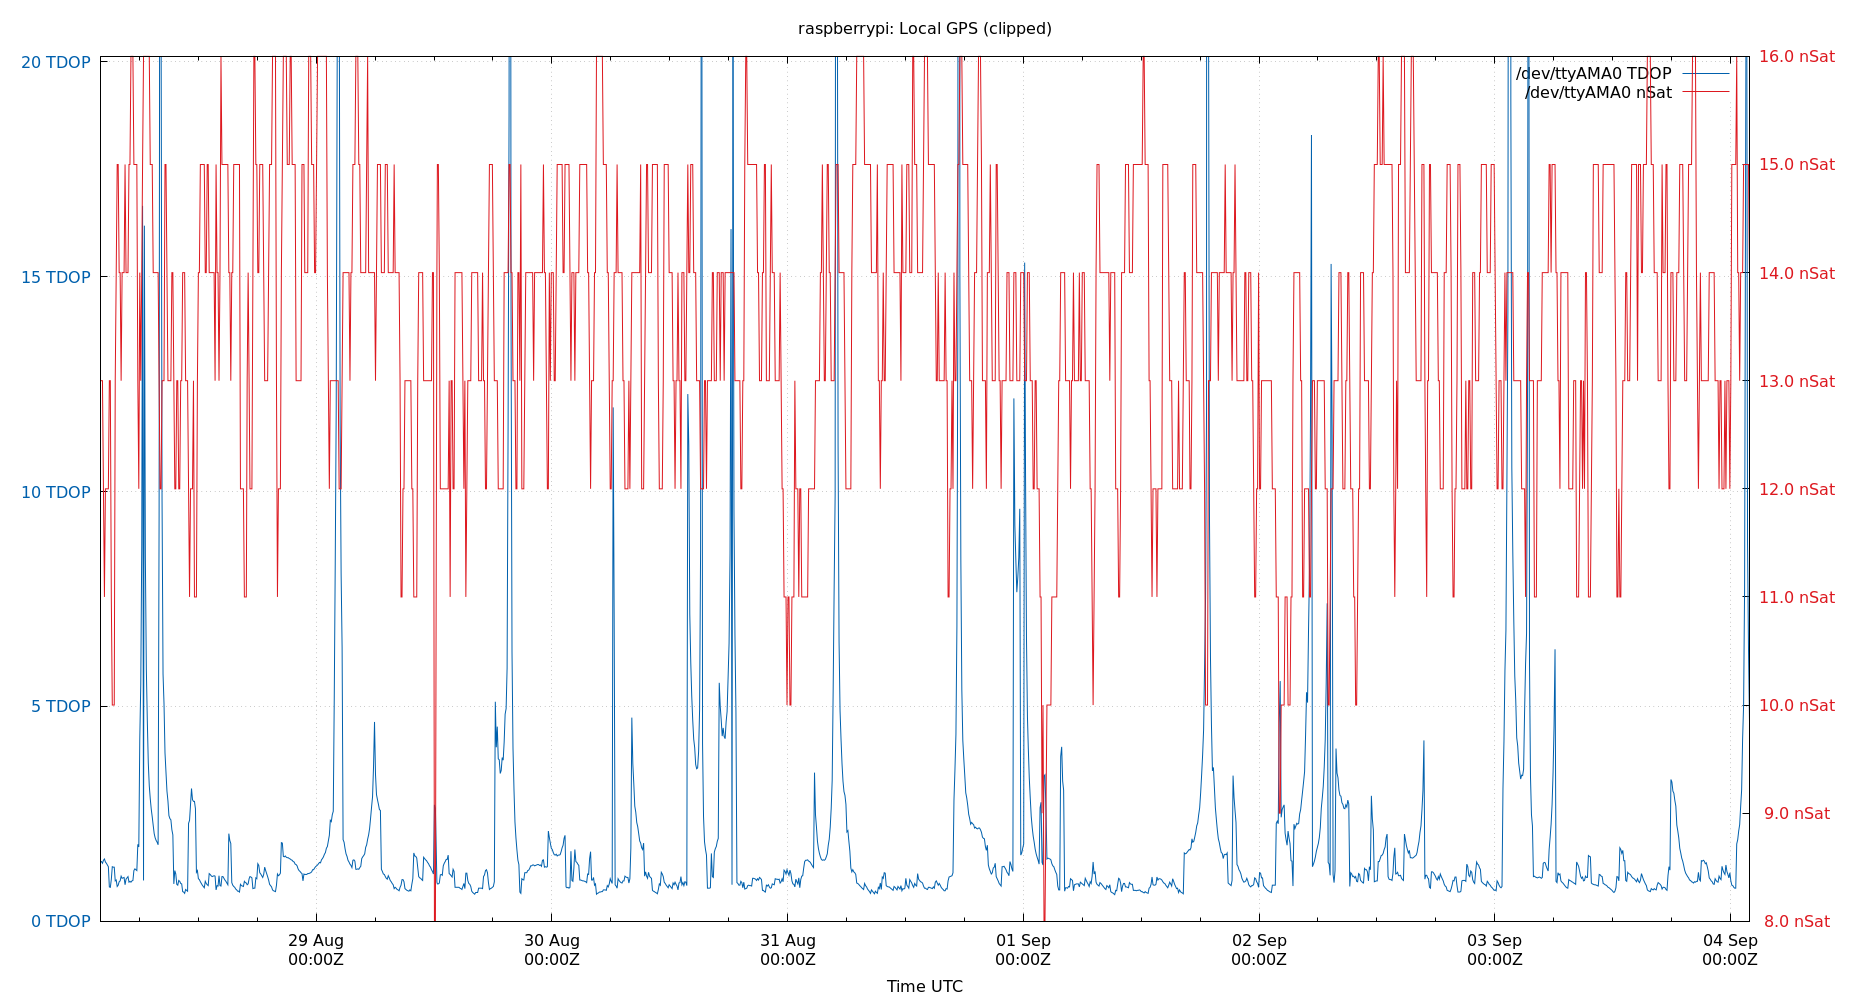 raspberrypi: Local GPS (clipped)
20 TDOP
15 TDOP
10 TDOP
5 TDOP
0 TDOP
16.0 nSat
15.0 nSat
14.0 nSat
13.0 nSat
12.0 nSat
11.0 nSat
10.0 nSat
9.0 nSat
8.0 nSat
/dev/ttyAMA0 TDOP
/dev/ttyAMA0 nSat
29 Aug
00:00Z
30 Aug
00:00Z
31 Aug
00:00Z
01 Sep
00:00Z
02 Sep
00:00Z
03 Sep
00:00Z
04 Sep
00:00Z
Time UTC